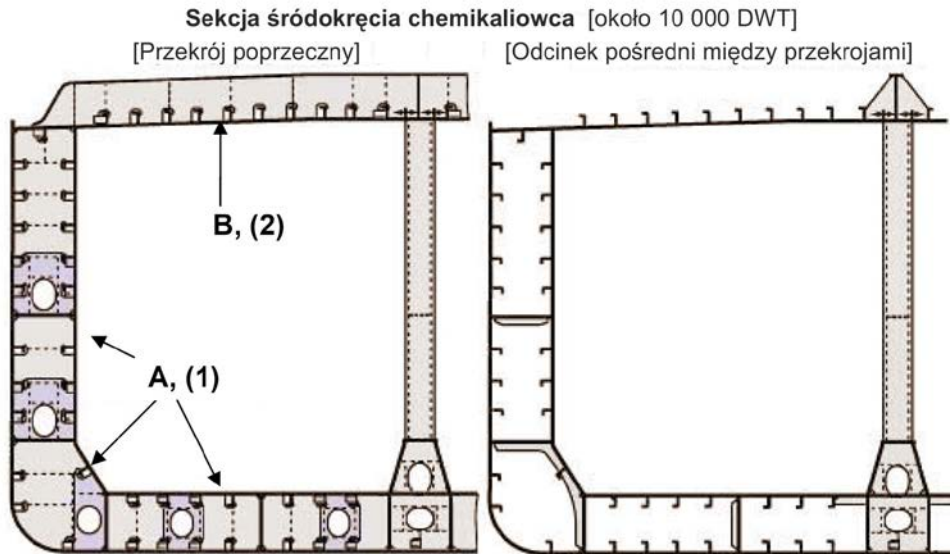 Sekcja śródokręcia chemikaliowca [około 10 000 DWT]
[Przekrój poprzeczny] [Odcinek pośredni między przekrojami]
B, (2)
A, (1)